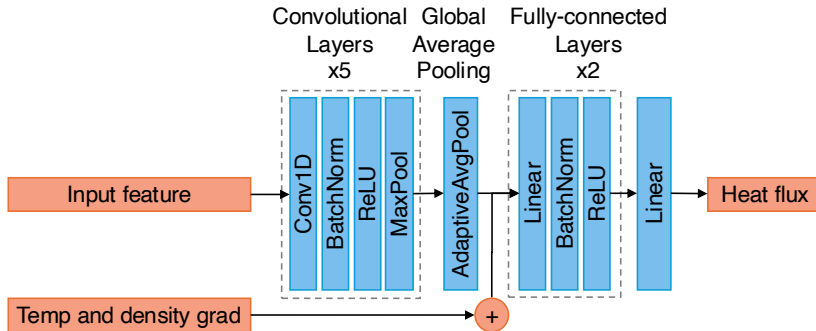 Convolutional
Layers
x5
Global
Average
Pooling
Fully-connected
Layers
x2
Input feature
Conv1D
BatchNorm
ReLU
MaxPool
AdaptiveAvgPool
Linear
BatchNorm
ReLU
Linear
Heat flux
Temp and density grad
+